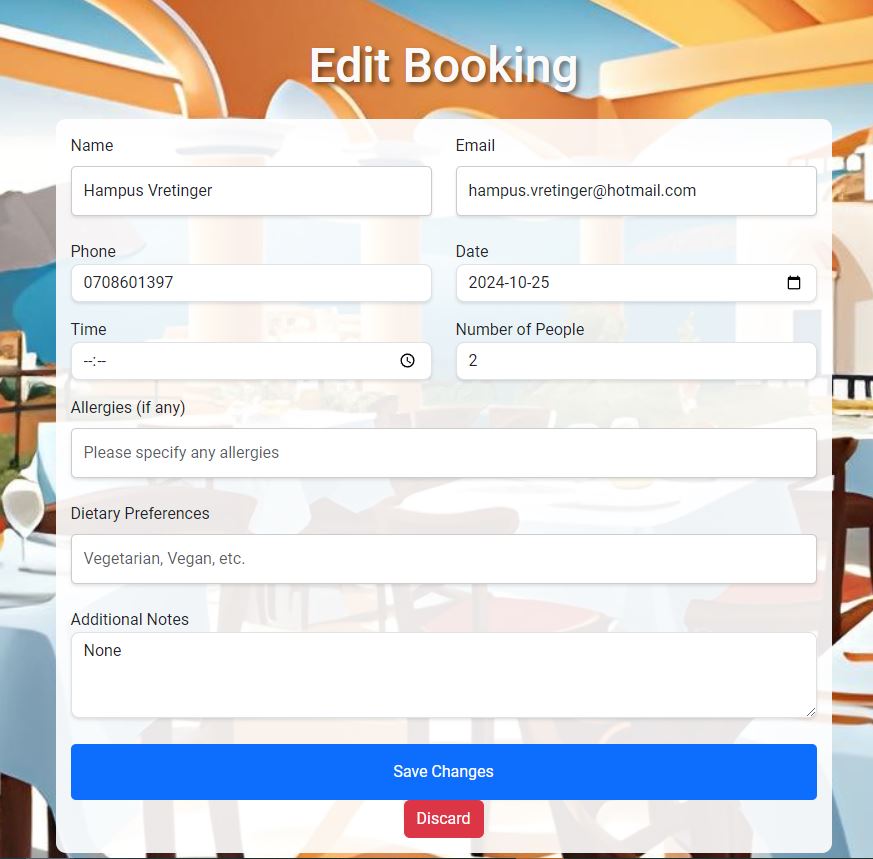 Edit Booking
Name
Email
Hampus Vretinger
hampus.vretinger@hotmail.com
Phone
Date
0708601397
2024-10-25
Time
Number of People
--:--
2
Allergies (if any)
Please specify any allergies
Dietary Preferences
Vegetarian, Vegan, etc.
Additional Notes
None
Save Changes
Discard